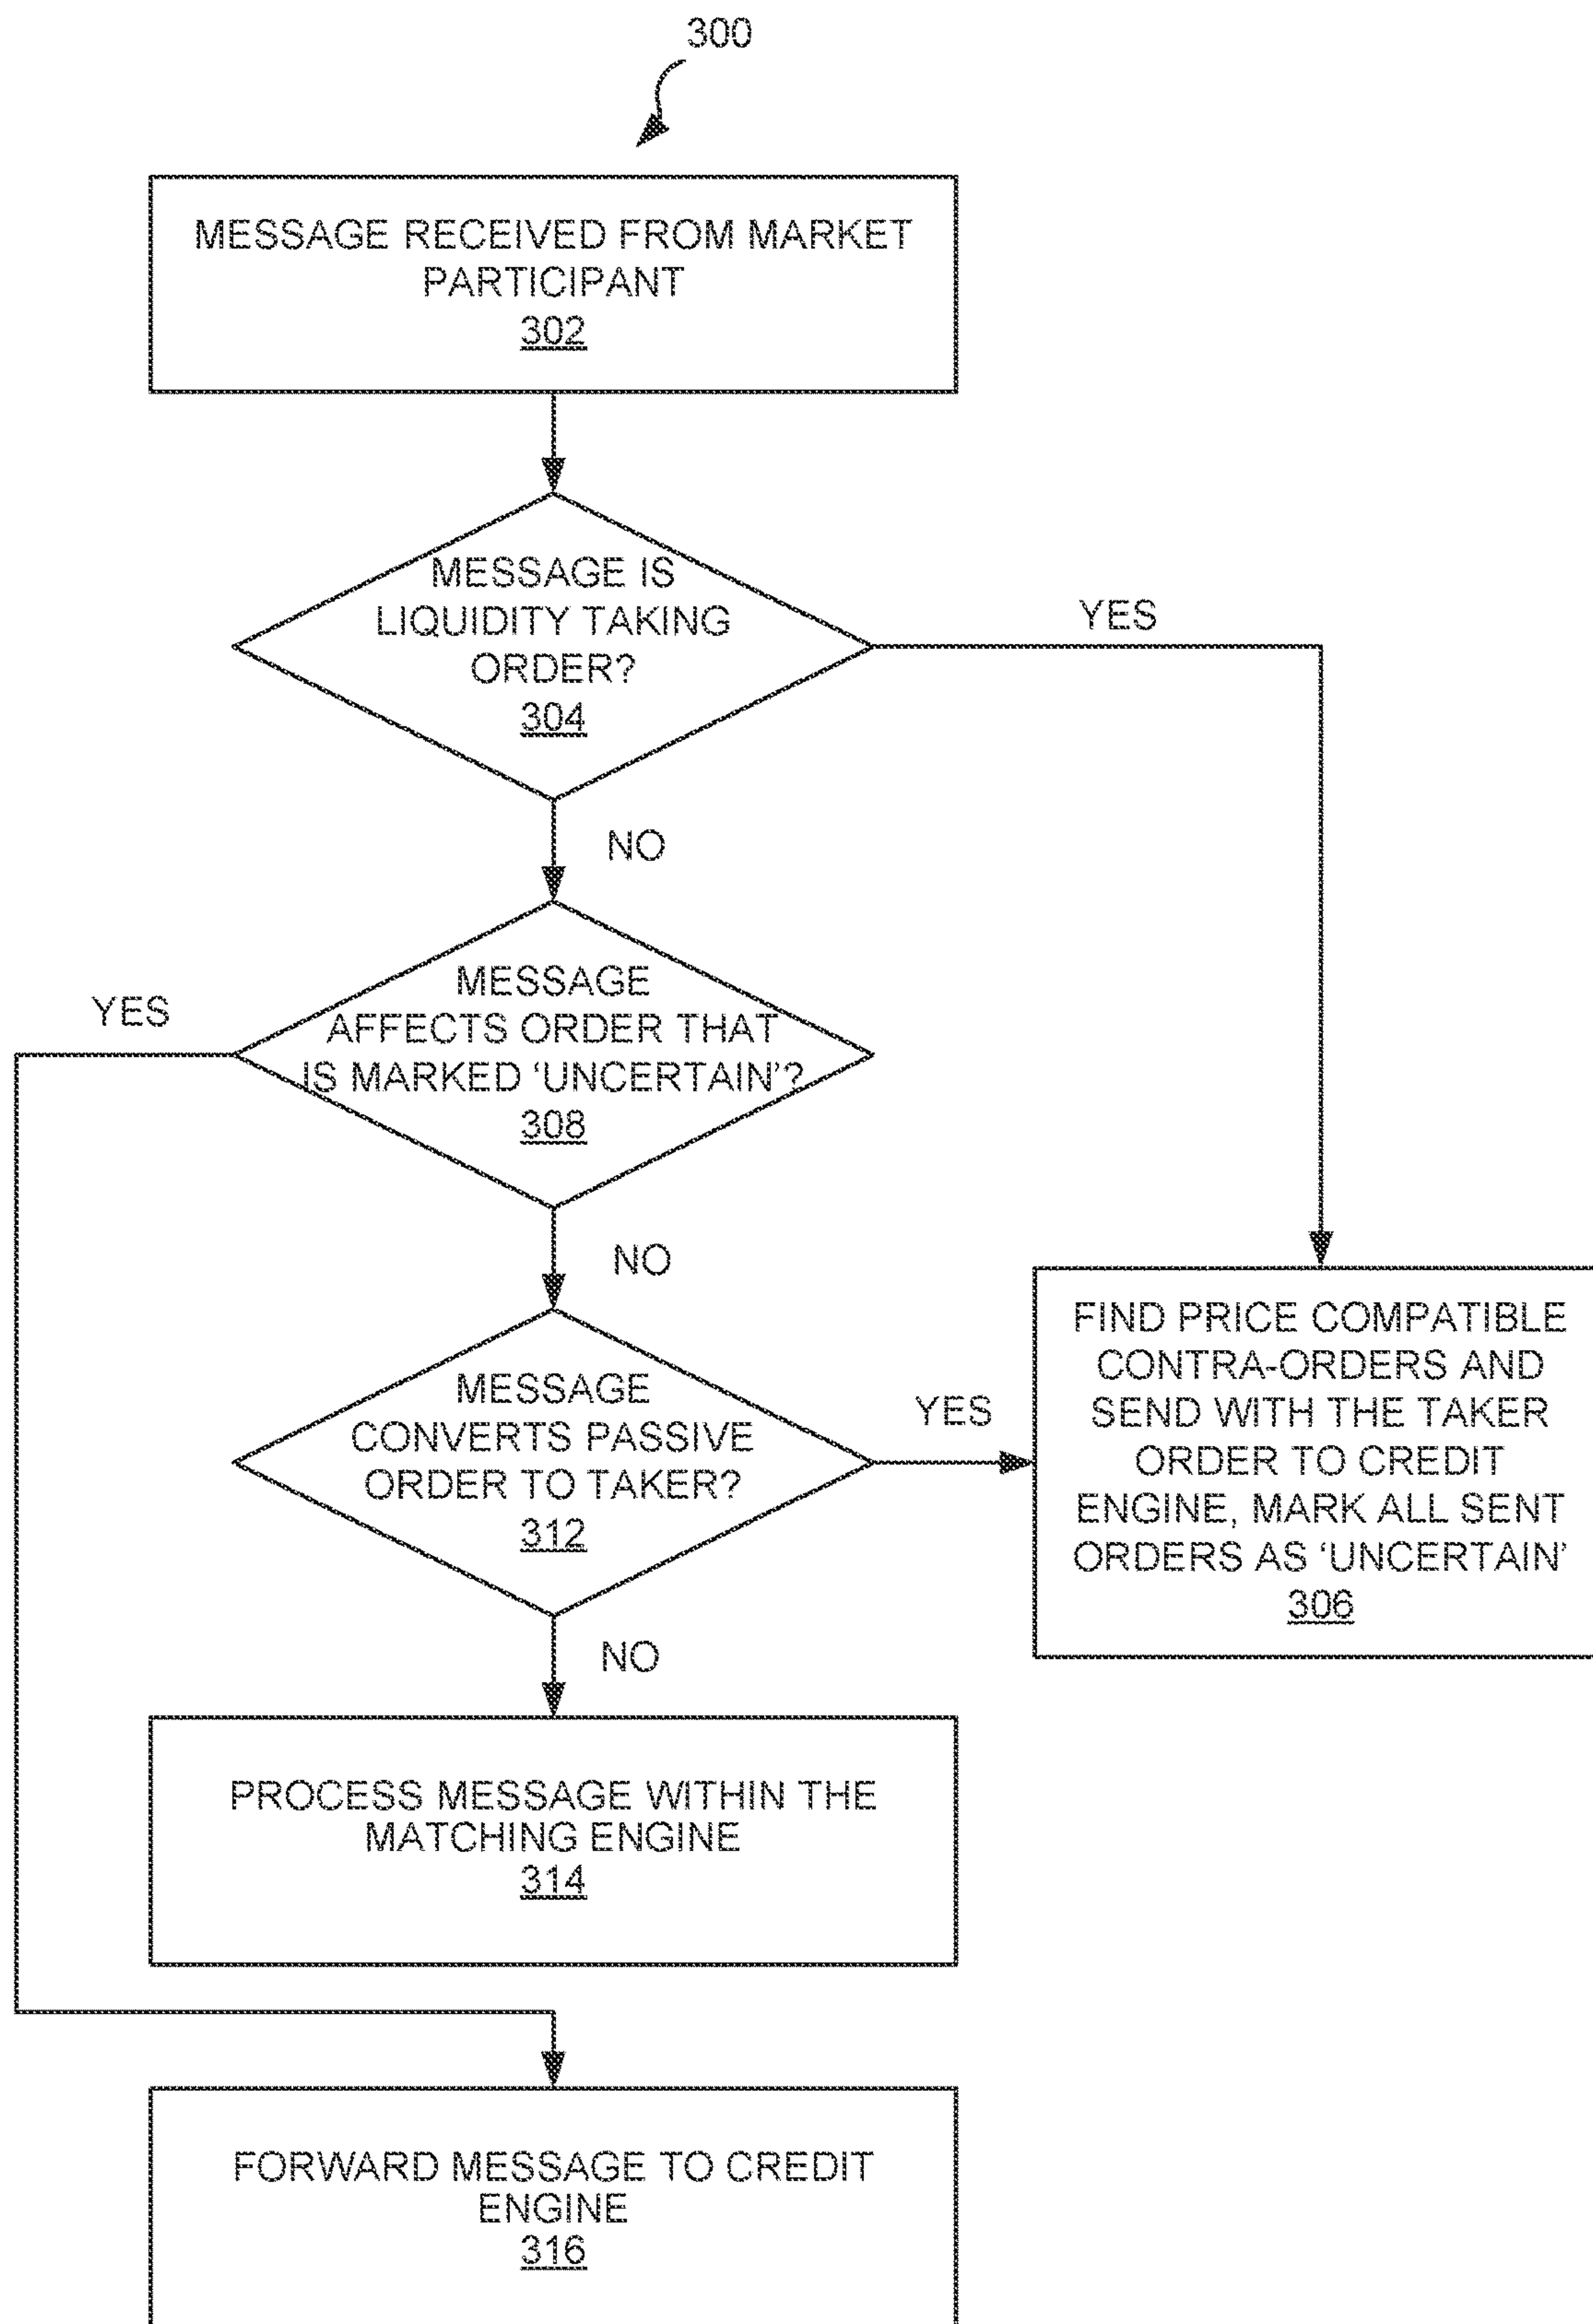 300
MESSAGE RECEIVED FROM MARKET
PARTICIPANT
302
MESSAGE IS
LIQUIDITY TAKING
ORDER?
304
YES
NO
MESSAGE
AFFECTS ORDER THAT
IS MARKED ‘UNCERTAIN’?
308
YES
NO
MESSAGE
CONVERTS PASSIVE
ORDER TO TAKER?
312
YES
FIND PRICE COMPATIBLE
CONTRA-ORDERS AND
SEND WITH THE TAKER
ORDER TO CREDIT
ENGINE, MARK ALL SENT
ORDERS AS ‘UNCERTAIN’
306
NO
PROCESS MESSAGE WITHIN THE
MATCHING ENGINE
314
FORWARD MESSAGE TO CREDIT
ENGINE
316